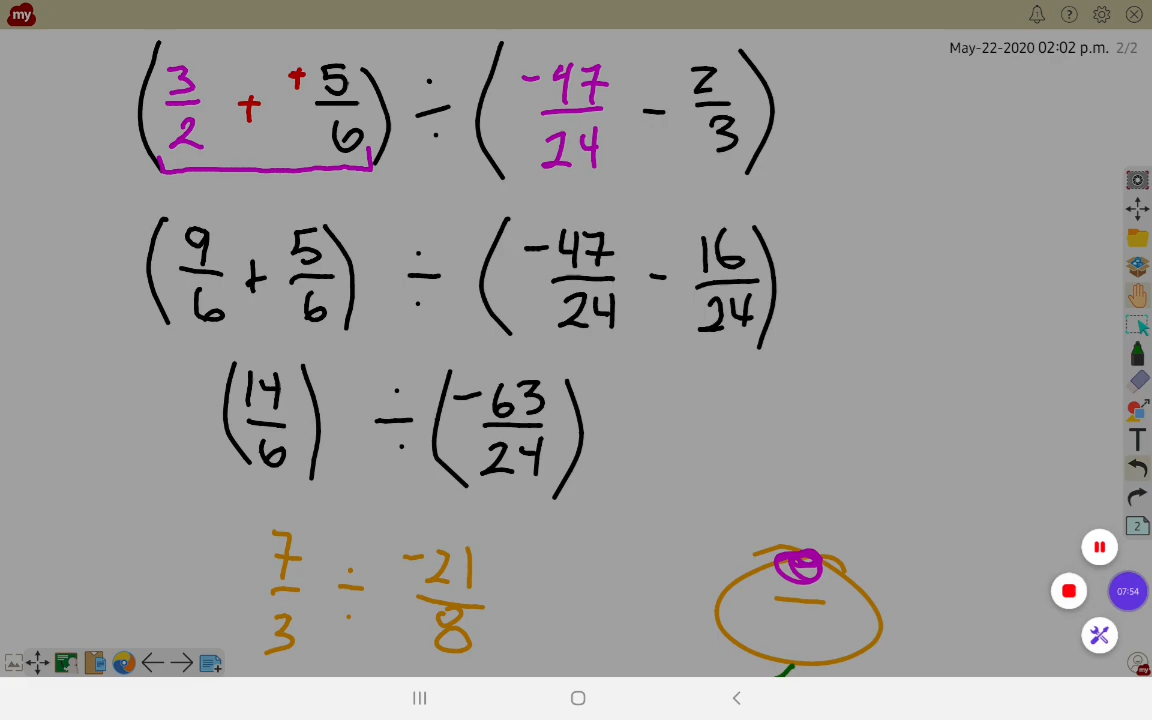 my
May-22-2020 02:02 p.m. 2/2
(3/2 + +5/6) ÷ (-47/24 - 2/3)
(9/6 + 5/6) ÷ (-47/24 - 16/24)
(14/6) ÷ (-63/24)
7/3 ÷ -21/8
T
2
07:54
my